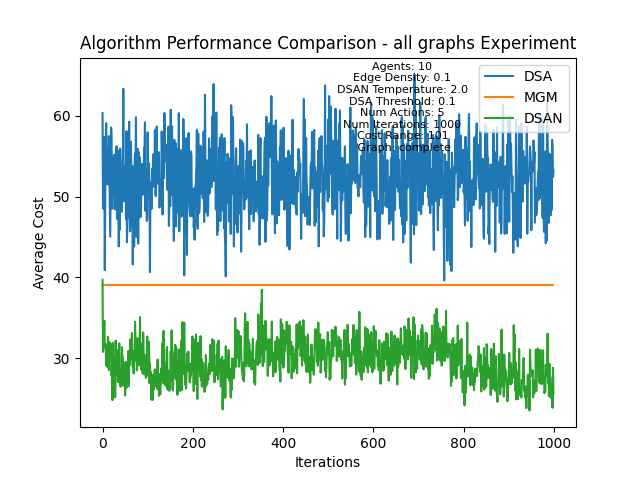 Algorithm Performance Comparison - all graphs Experiment
Agents: 10
Edge Density: 0.1
DSAN Temperature: 2.0
DSA Threshold: 0.1
Num Actions: 5
Num Iterations: 1000
Cost Range: 101
Graph: complete
DSA
MGM
DSAN
60
50
40
30
Average Cost
0
200
400
600
800
1000
Iterations